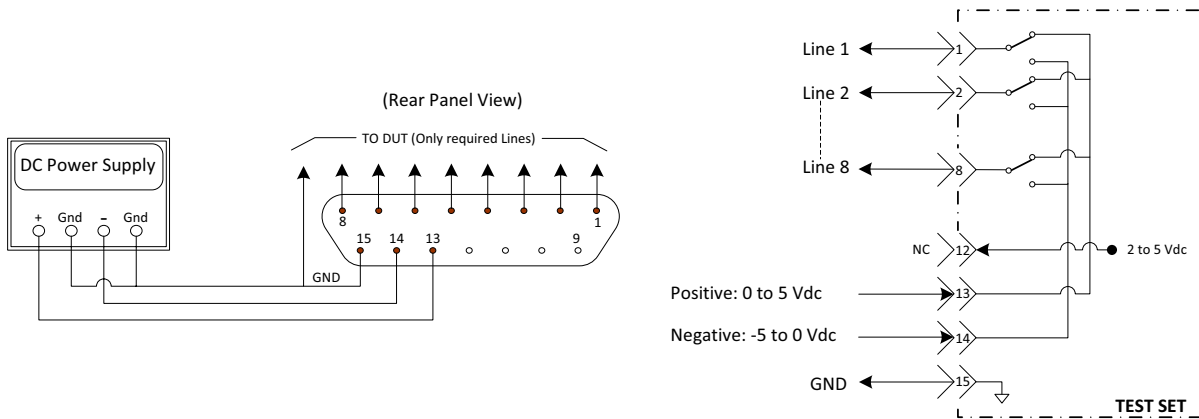 (Rear Panel View)
TO DUT (Only required Lines)
DC Power Supply
+ Gnd – Gnd
8 1
15 14 13 9
GND
Line 1 1
Line 2 2
Line 8 8
NC 12 2 to 5 Vdc
Positive: 0 to 5 Vdc 13
Negative: -5 to 0 Vdc 14
GND 15
TEST SET